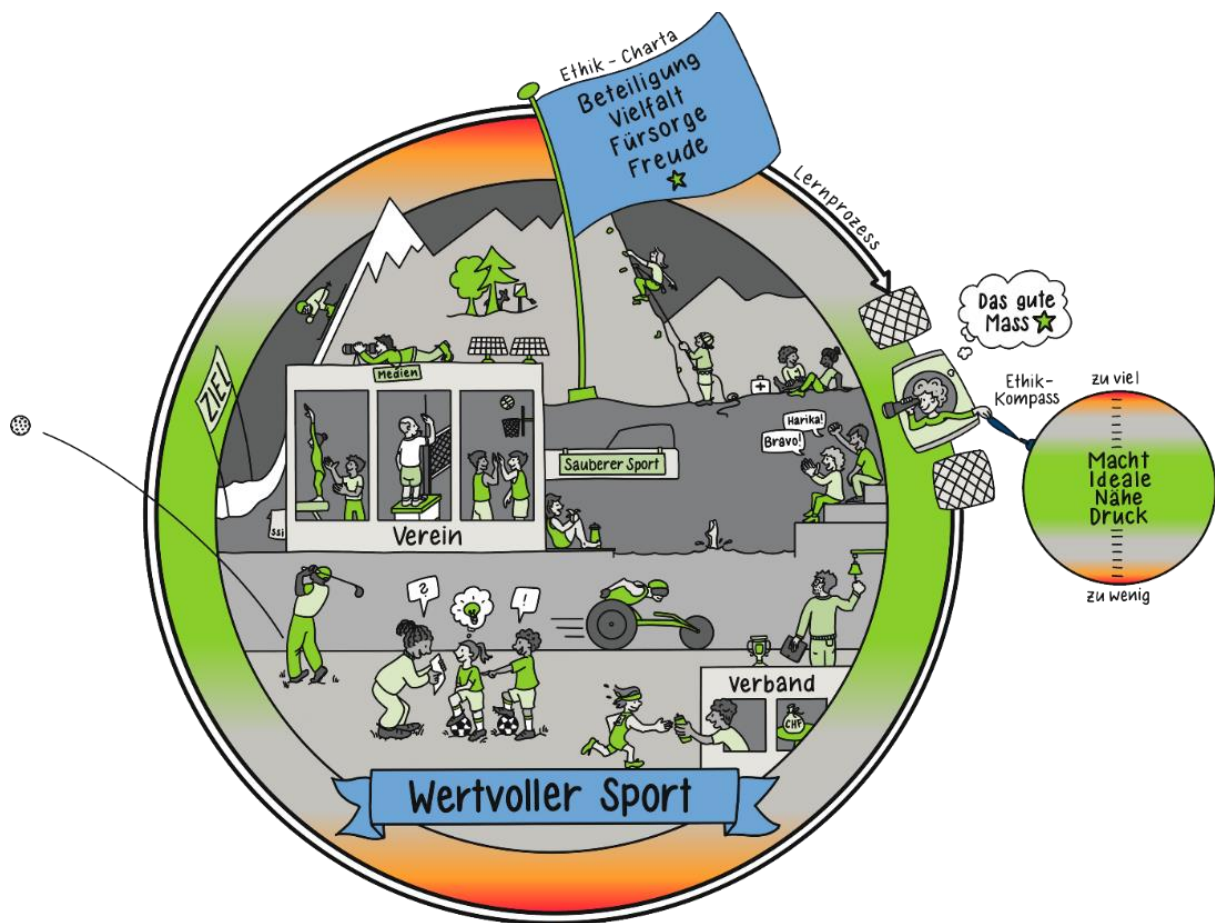 Ethik - Charta
Beteiligung
Vielfalt
Fürsorge
Freude
Lernprozess
Das gute
Mass
Ethik-
Kompass
zu viel
Macht
Ideale
Nähe
Druck
zu wenig
ZIEL
Medien
Harika!
Bravo!
Sauberer Sport
ssi
Verein
?
!
Verband
CHF
Wertvoller Sport